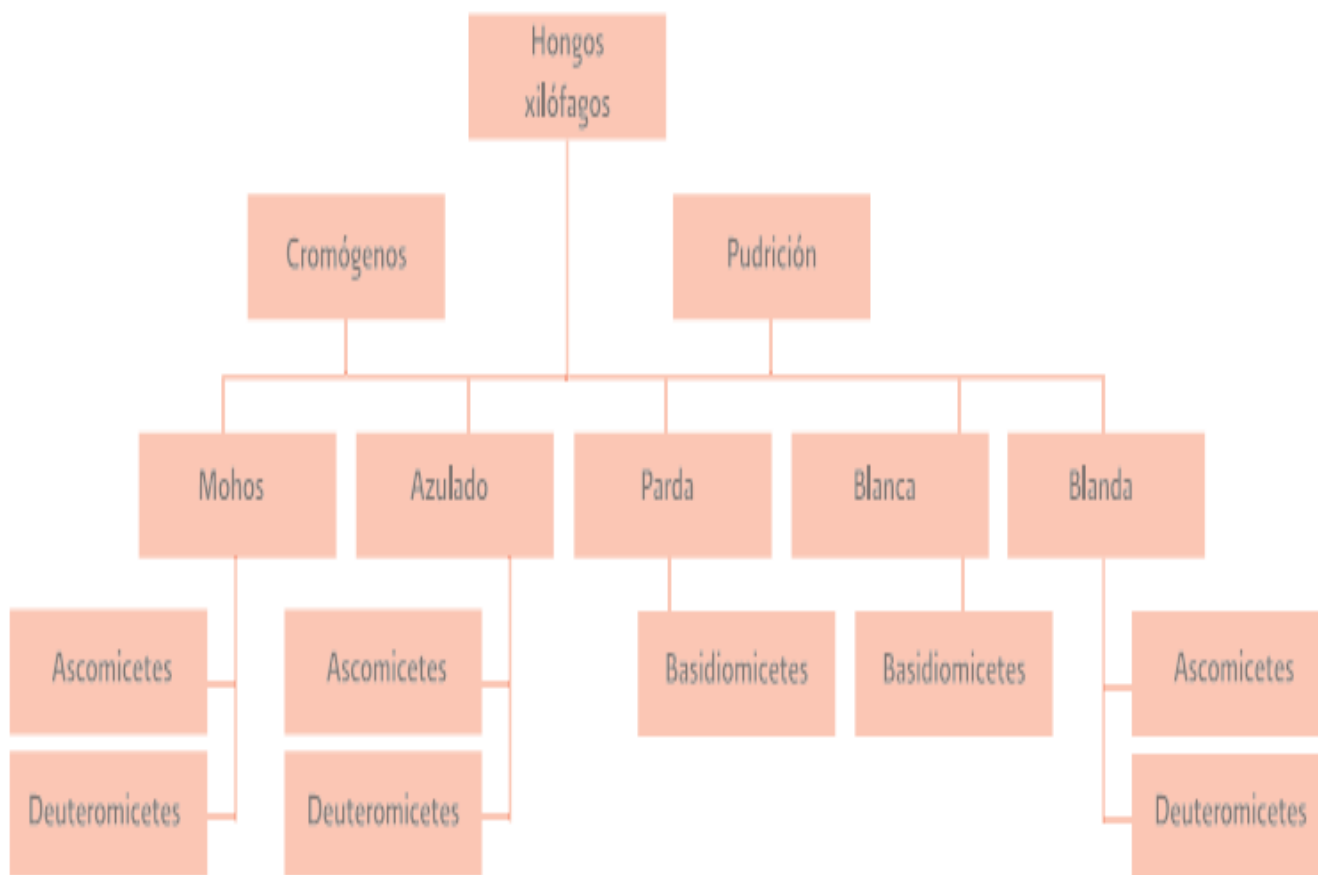 Hongos
xilófagos
Cromógenos
Pudrición
Mohos
Azulado
Parda
Blanca
Blanda
Ascomicetes
Ascomicetes
Basidiomicetes
Basidiomicetes
Ascomicetes
Deuteromicetes
Deuteromicetes
Deuteromicetes